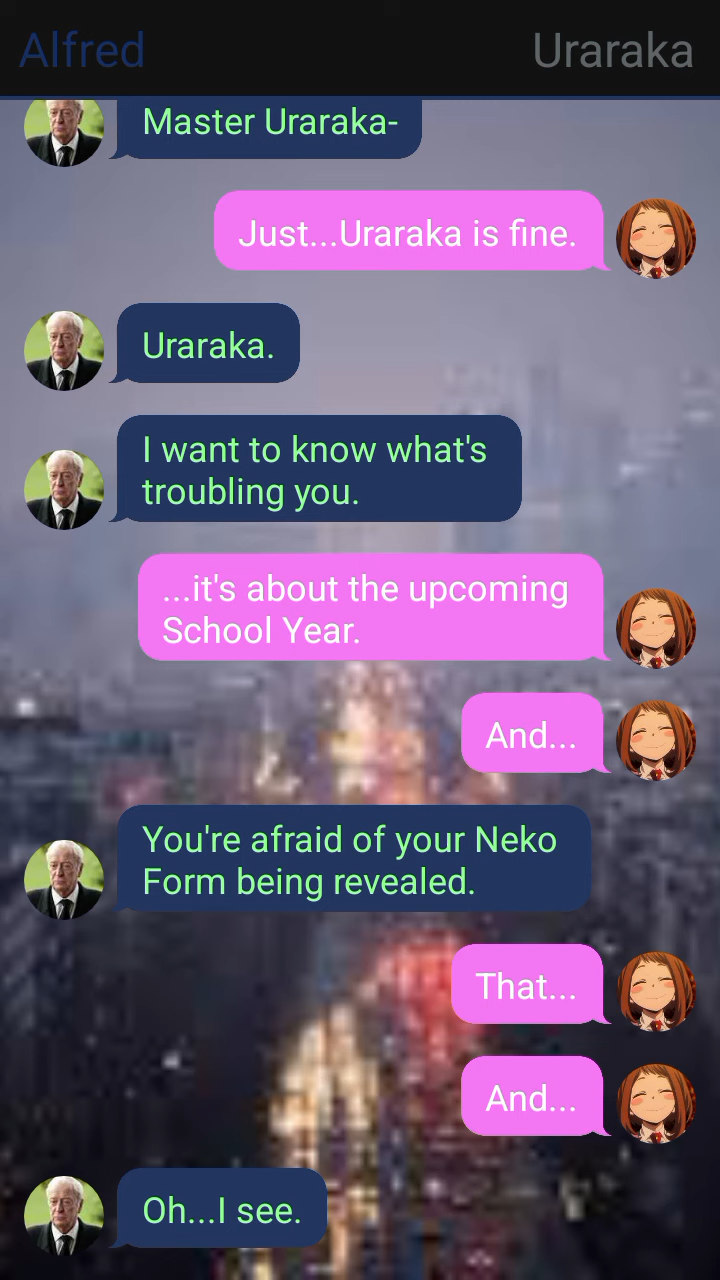 Alfred
Uraraka
Master Uraraka-
Just...Uraraka is fine.
Uraraka.
I want to know what's
troubling you.
...it's about the upcoming
School Year.
And...
You're afraid of your Neko
Form being revealed.
That...
And...
Oh...I see.